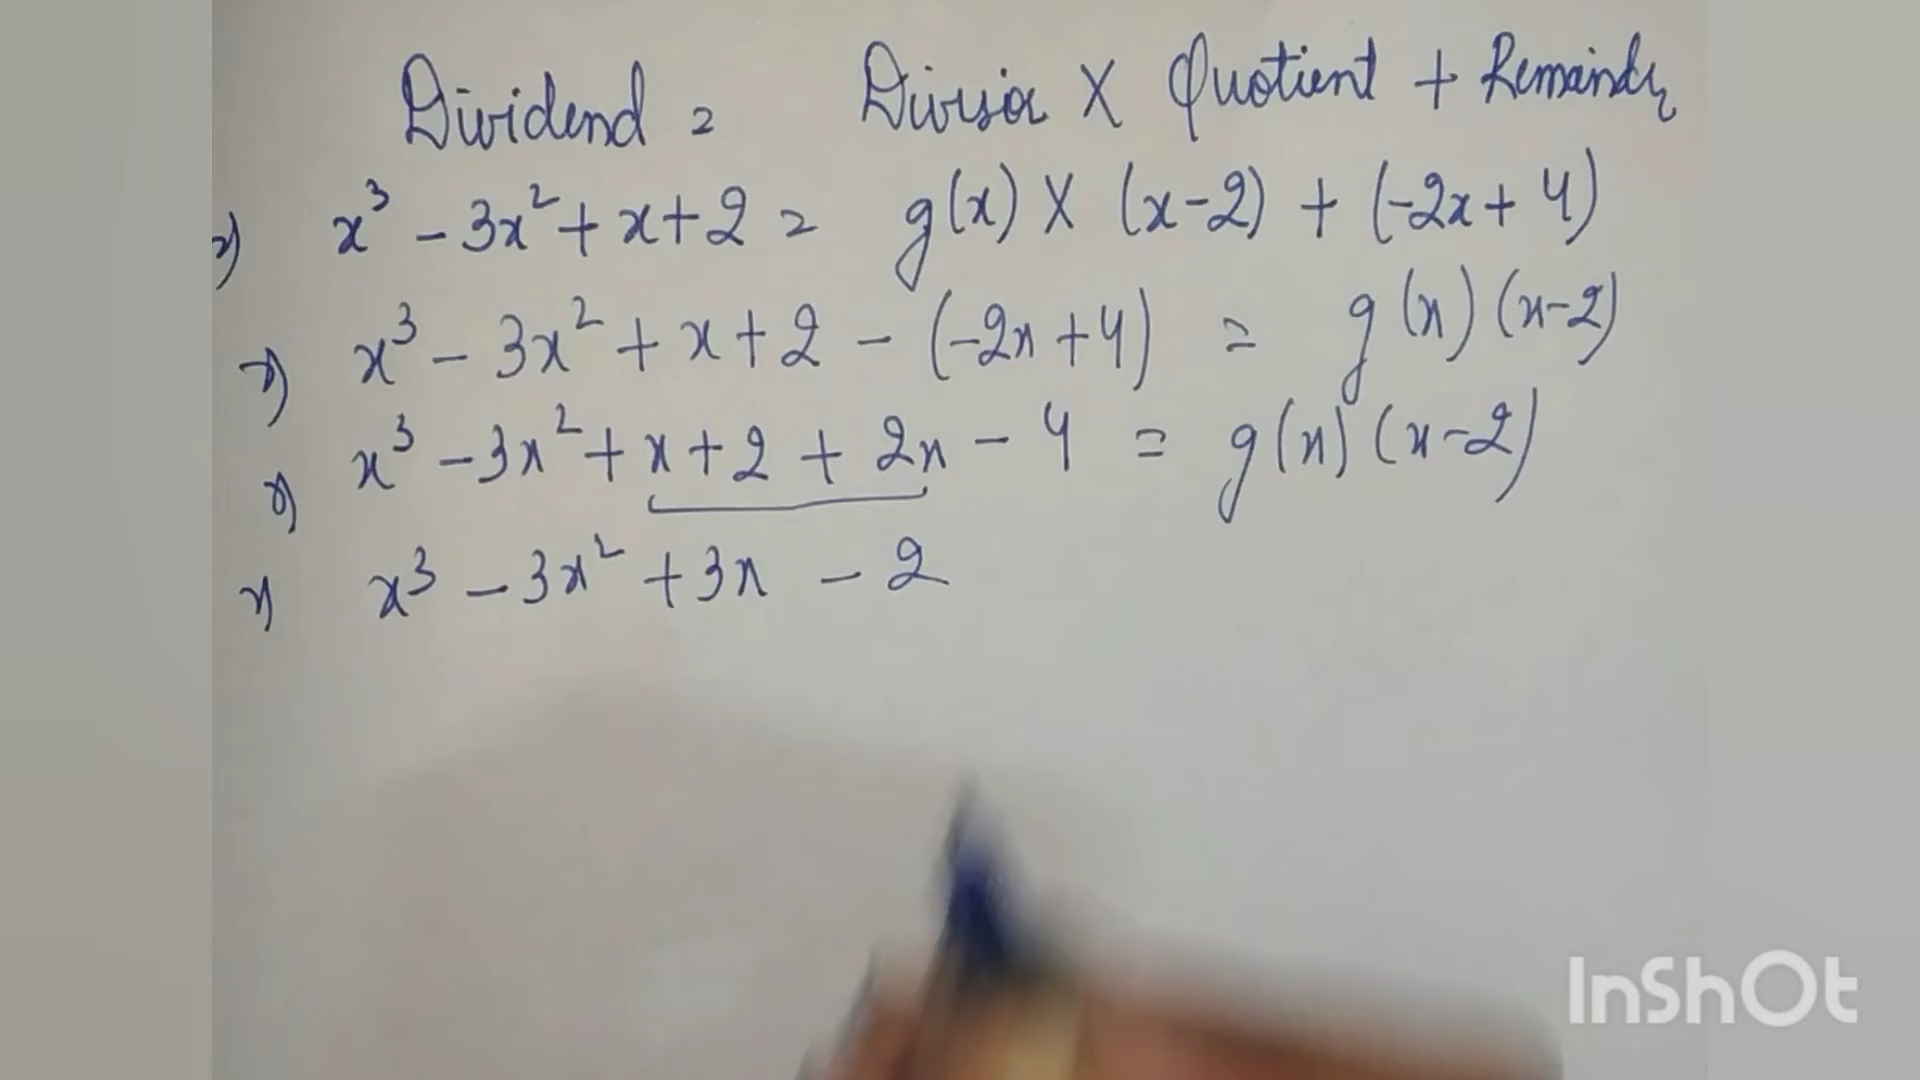 Dividend = Divisor X Quotient + Remainder
⇒) x³ - 3x² + x + 2 = g(x) X (x-2) + (-2x + 4)
⇒) x³ - 3x² + x + 2 - (-2x + 4) = g(x) (x-2)
⇒) x³ - 3x² + x + 2 + 2x - 4 = g(x) (x-2)
⇒) x³ - 3x² + 3x - 2
InShOt